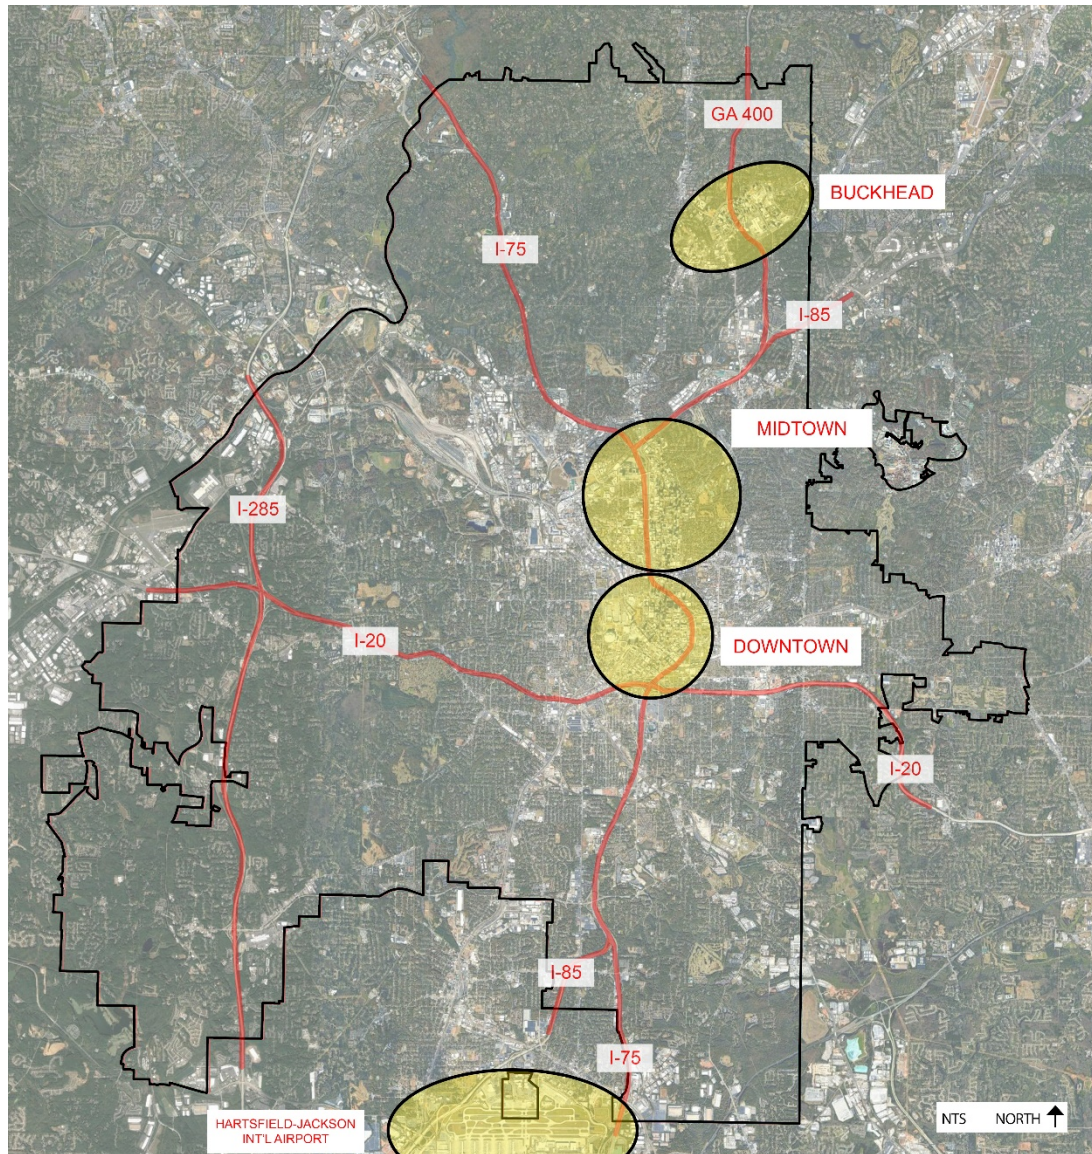 GA 400
BUCKHEAD
I-75
I-85
MIDTOWN
I-285
I-20
DOWNTOWN
I-20
I-85
I-75
HARTSFIELD-JACKSON
INT'L AIRPORT
NTS NORTH